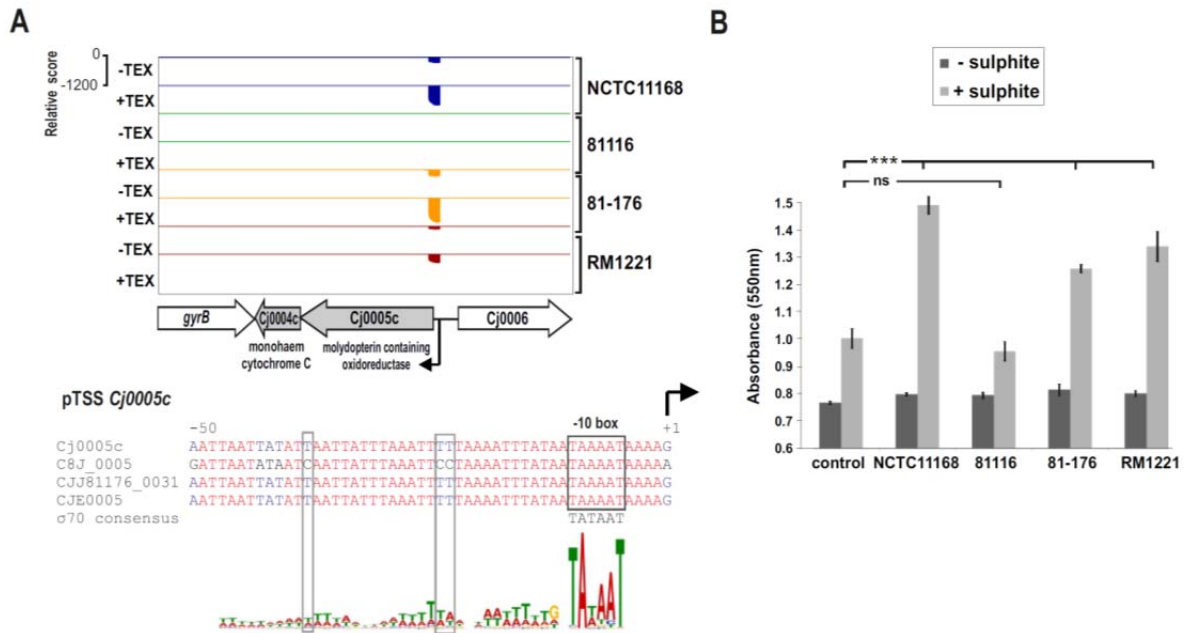 A
Relative score
0
-1200
-TEX
+TEX
NCTC11168
-TEX
+TEX
81116
-TEX
+TEX
81-176
-TEX
+TEX
RM1221
gyrB
Cj0004c
Cj0005c
Cj0006
monohaem
cytochrome C
molydopterin containing
oxidoreductase
pTSS Cj0005c
-50
-10 box
+1
Cj0005c AATTAATTATATTAATTATTTAAATTTTTAAAATTTATAATAAAATAAAAG
C8J_0005 GATTAATATAATCAATTATTTAAATTCCTAAAATTTATAATAAAATAAAAA
CJJ81176_0031 AATTAATTATATTAATTATTTAAATTTTTAAAATTTATAATAAAATAAAAG
CJE0005 AATTAATTATATTAATTATTTAAATTTTTAAAATTTATAATAAAATAAAAG
σ70 consensus TATAAT
B
- sulphite
+ sulphite
***
ns
Absorbance (550nm)
1.5
1.4
1.3
1.2
1.1
1.0
0.9
0.8
0.7
0.6
control NCTC11168 81116 81-176 RM1221